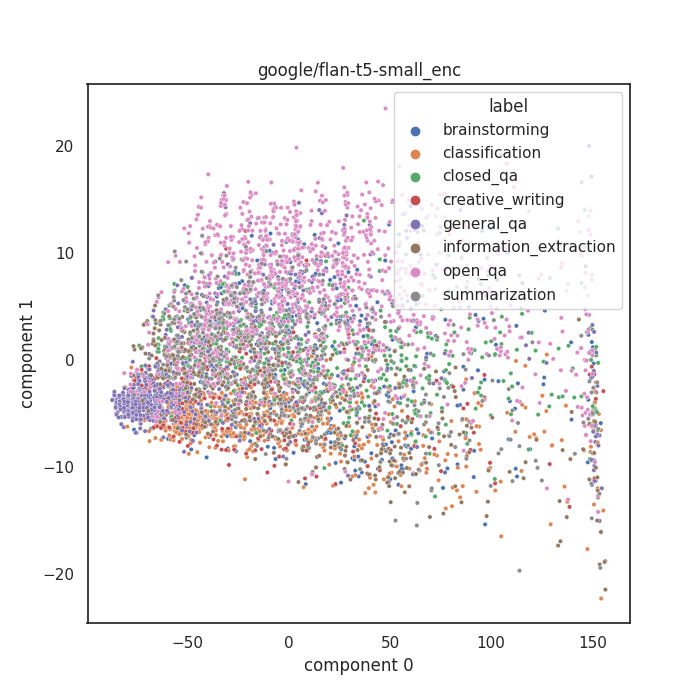 google/flan-t5-small_enc
label
brainstorming
classification
closed_qa
creative_writing
general_qa
information_extraction
open_qa
summarization
component 1
20
10
0
−10
−20
−50
0
50
100
150
component 0